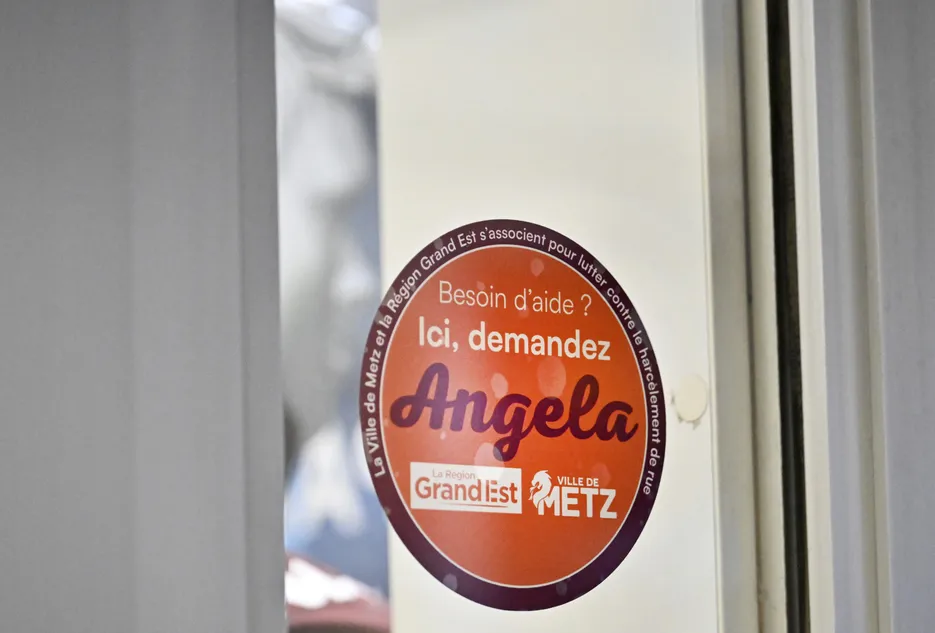 La Ville de Metz et la Région Grand Est s'associent pour lutter contre le harcèlement de rue
Besoin d'aide ?
Ici, demandez
Angela
La Région
Grand Est
VILLE DE
METZ